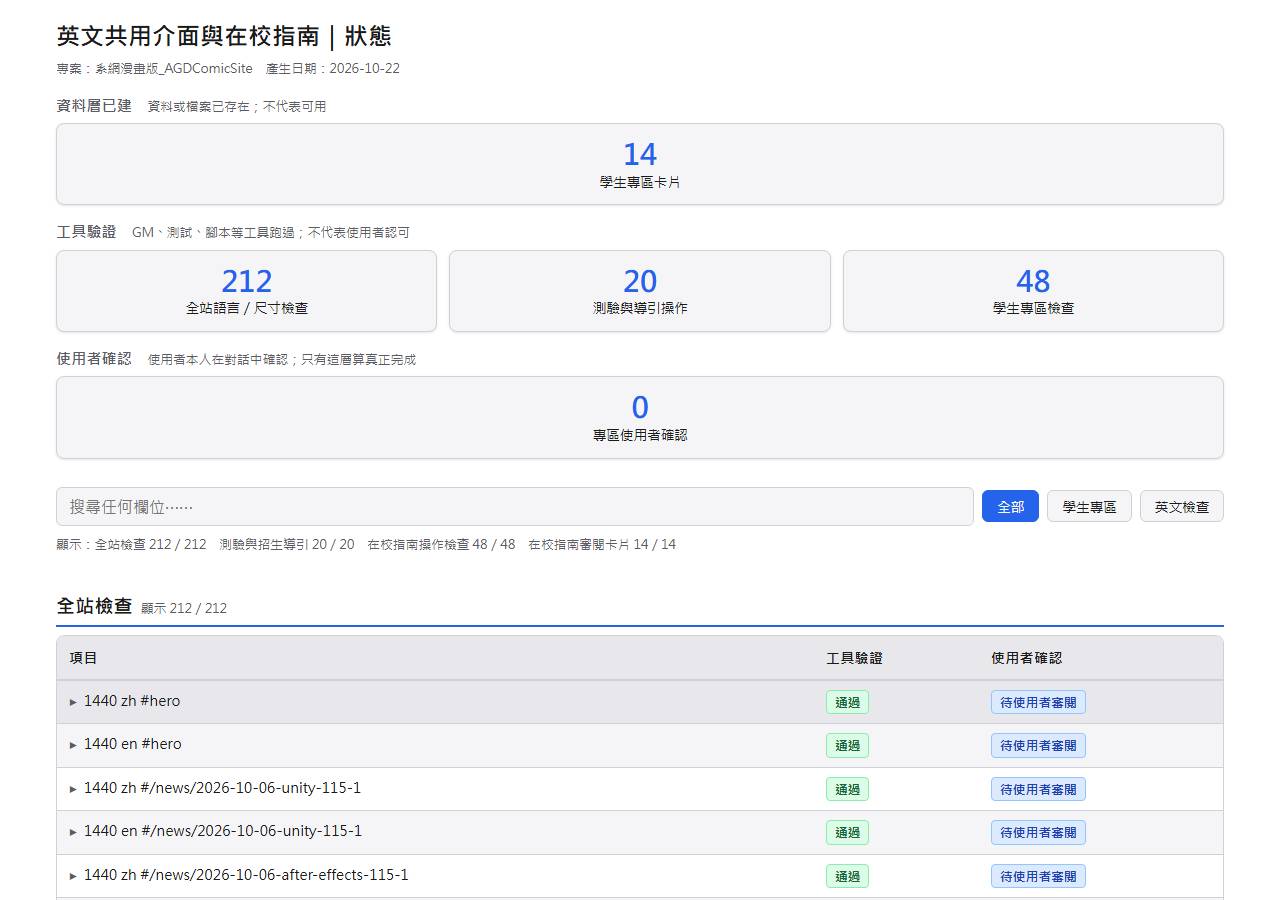 英文共用介面與在校指南 | 狀態
專案：系網漫畫版_AGDComicSite 產生日期：2026-10-22
資料層已建 資料或檔案已存在；不代表可用
14
學生專區卡片
工具驗證 GM、測試、腳本等工具跑過；不代表使用者認可
212 20 48
全站語言 / 尺寸檢查 測驗與導引操作 學生專區檢查
使用者確認 使用者本人在對話中確認；只有這層算真正完成
0
專區使用者確認
搜尋任何欄位…… 全部 學生專區 英文檢查
顯示：全站檢查 212 / 212 測驗與招生導引 20 / 20 在校指南操作檢查 48 / 48 在校指南審閱卡片 14 / 14
全站檢查 顯示 212 / 212
項目 工具驗證 使用者確認
▸ 1440 zh #hero 通過 待使用者審閱
▸ 1440 en #hero 通過 待使用者審閱
▸ 1440 zh #/news/2026-10-06-unity-115-1 通過 待使用者審閱
▸ 1440 en #/news/2026-10-06-unity-115-1 通過 待使用者審閱
▸ 1440 zh #/news/2026-10-06-after-effects-115-1 通過 待使用者審閱